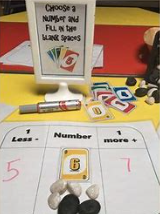 Choose a
Number and
Fill in the
blank spaces
1
Less -
Number
1
more +
5
6
7